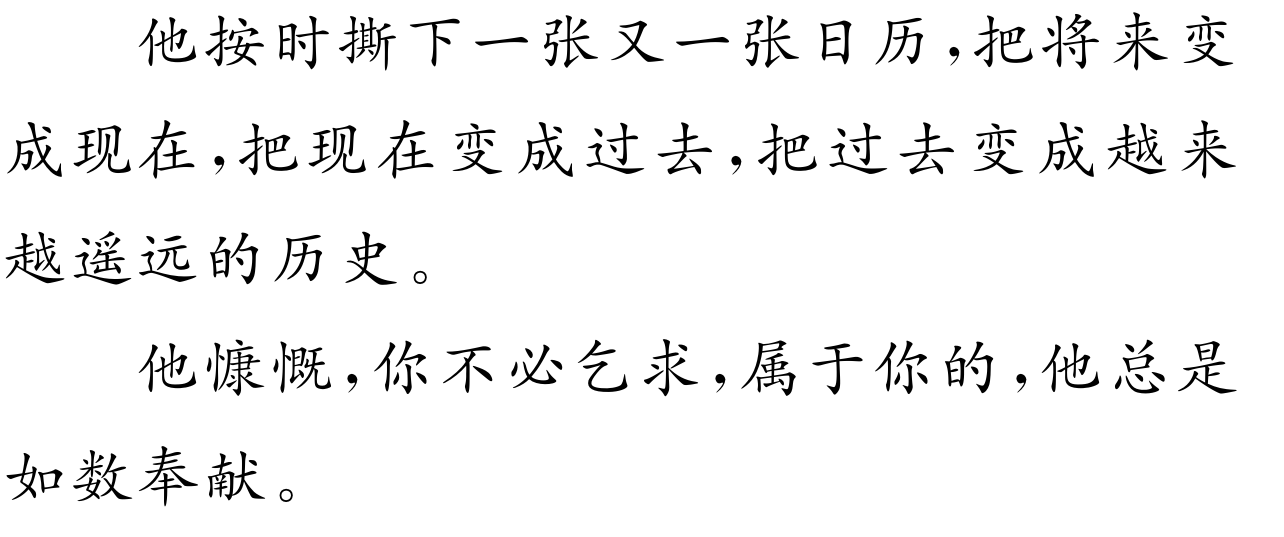 他按时撕下一张又一张日历,把将来变
成现在,把现在变成过去,把过去变成越来
越遥远的历史。
他慷慨,你不必乞求,属于你的,他总是
如数奉献。